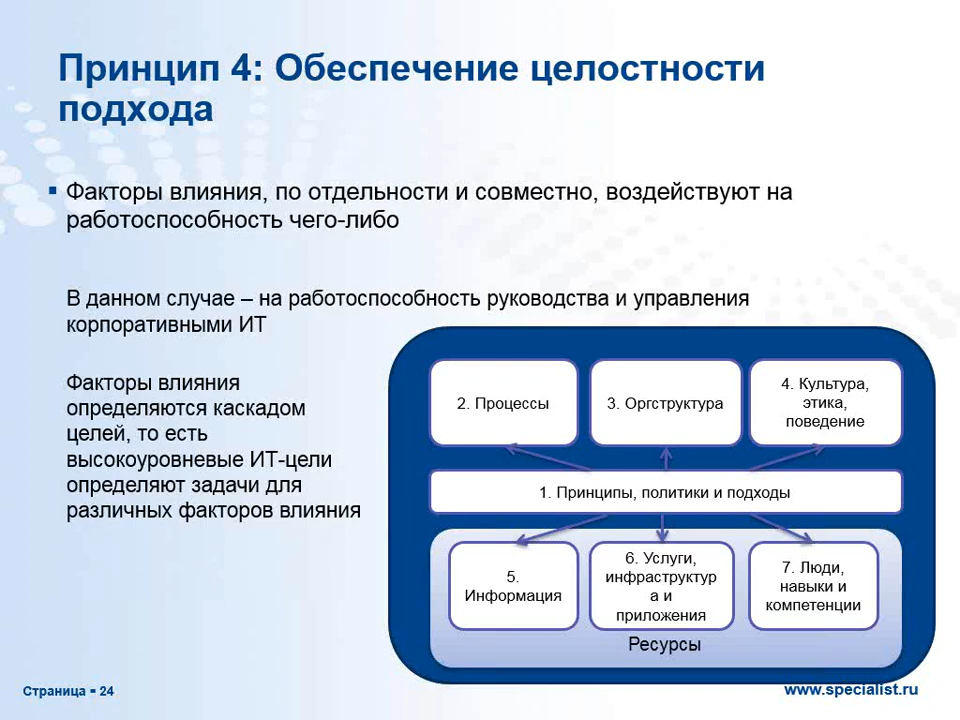 Принцип 4: Обеспечение целостности
подхода
▪ Факторы влияния, по отдельности и совместно, воздействуют на
работоспособность чего-либо
В данном случае – на работоспособность руководства и управления
корпоративными ИТ
Факторы влияния
определяются каскадом
целей, то есть
высокоуровневые ИТ-цели
определяют задачи для
различных факторов влияния
2. Процессы
3. Оргструктура
4. Культура,
этика,
поведение
1. Принципы, политики и подходы
5.
Информация
6. Услуги,
инфраструктур
а и
приложения
7. Люди,
навыки и
компетенции
Ресурсы
Страница ▪ 24
www.specialist.ru